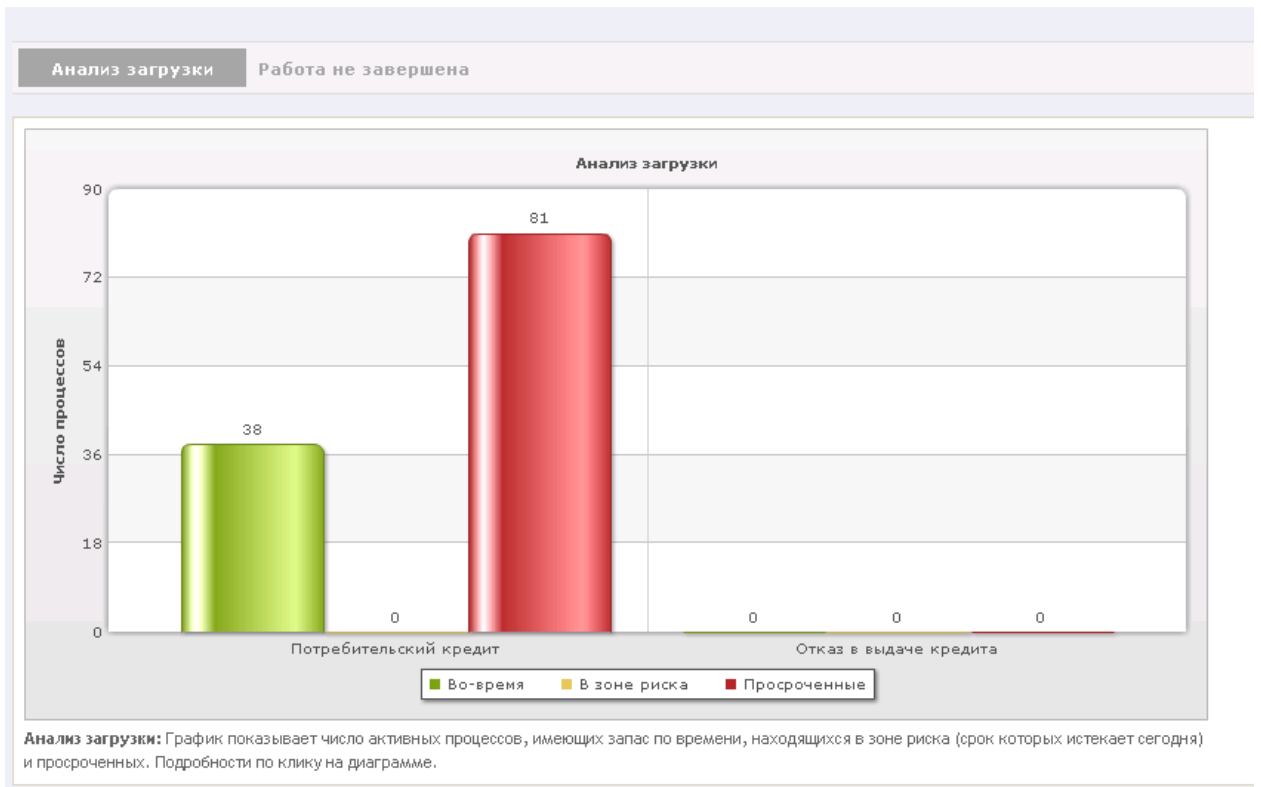 Анализ загрузки Работа не завершена
Анализ загрузки
90
72
54
36
18
0
Число процессов
38
0
81
0
0
0
Потребительский кредит Отказ в выдаче кредита
Во-время В зоне риска Просроченные
Анализ загрузки: График показывает число активных процессов, имеющих запас по времени, находящихся в зоне риска (срок которых истекает сегодня)
и просроченных. Подробности по клику на диаграмме.